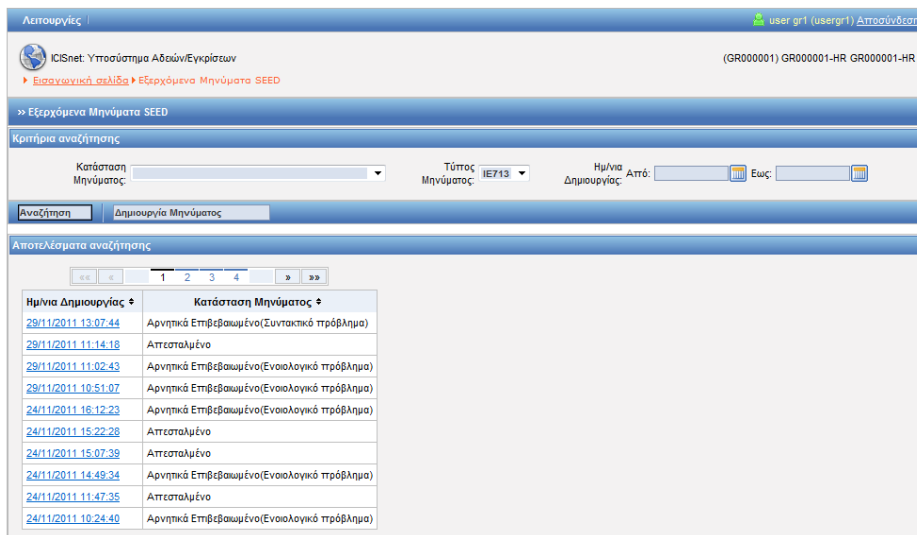 Λειτουργίες
user gr1 (usergr1) Αποσύνδεση
ICISnet: Υποσύστημα Αδειών/Εγκρίσεων
(GR000001) GR000001-HR GR000001-HR
Εισαγωγική σελίδα Εξερχόμενα Μηνύματα SEED
» Εξερχόμενα Μηνύματα SEED
Κριτήρια αναζήτησης
Κατάσταση Μηνύματος:
Τύπος Μηνύματος: IE713
Ημ/νια Δημιουργίας: Από: Εως:
Αναζήτηση Δημιουργία Μηνύματος
Αποτελέσματα αναζήτησης
«« « 1 2 3 4 » »»
Ημ/νια Δημιουργίας Κατάσταση Μηνύματος
29/11/2011 13:07:44 Αρνητικά Επιβεβαιωμένο(Συντακτικό πρόβλημα)
29/11/2011 11:14:18 Απεσταλμένο
29/11/2011 11:02:43 Αρνητικά Επιβεβαιωμένο(Ενοιολογικό πρόβλημα)
29/11/2011 10:51:07 Αρνητικά Επιβεβαιωμένο(Ενοιολογικό πρόβλημα)
24/11/2011 16:12:23 Αρνητικά Επιβεβαιωμένο(Ενοιολογικό πρόβλημα)
24/11/2011 15:22:28 Απεσταλμένο
24/11/2011 15:07:39 Απεσταλμένο
24/11/2011 14:49:34 Αρνητικά Επιβεβαιωμένο(Ενοιολογικό πρόβλημα)
24/11/2011 11:47:35 Απεσταλμένο
24/11/2011 10:24:40 Αρνητικά Επιβεβαιωμένο(Ενοιολογικό πρόβλημα)